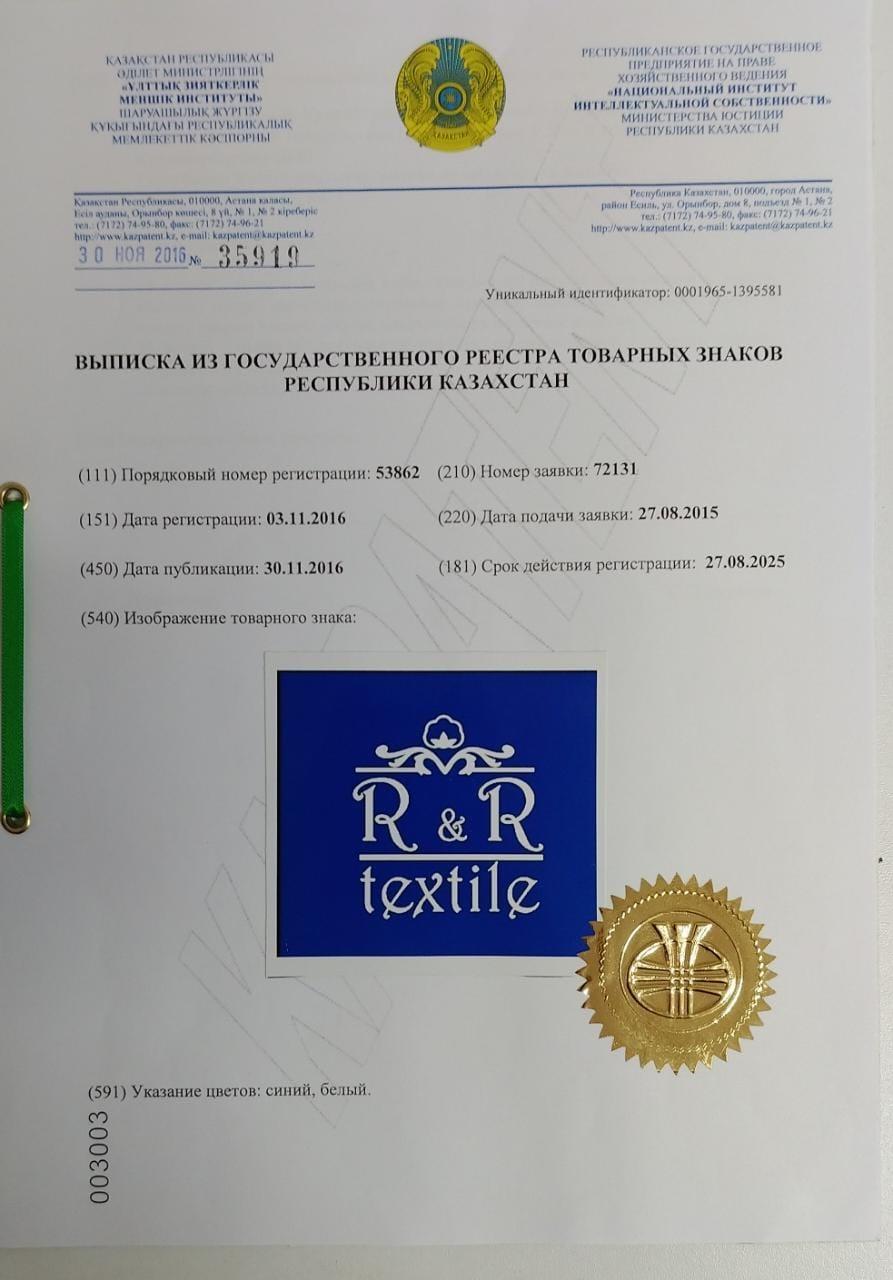 ҚАЗАҚСТАН РЕСПУБЛИКАСЫ
ӘДІЛЕТ МИНИСТРЛІГІНІҢ
«ҰЛТТЫҚ ЗИЯТКЕРЛІК
МЕНШІК ИНСТИТУТЫ»
ШАРУАШЫЛЫҚ ЖҮРГІЗУ
ҚҰҚЫҒЫНДАҒЫ РЕСПУБЛИКАЛЫҚ
МЕМЛЕКЕТТІК КӘСІПОРНЫ
ҚАЗАҚСТАН
РЕСПУБЛИКАНСКОЕ ГОСУДАРСТВЕННОЕ
ПРЕДПРИЯТИЕ НА ПРАВЕ
ХОЗЯЙСТВЕННОГО ВЕДЕНИЯ
«НАЦИОНАЛЬНЫЙ ИНСТИТУТ
ИНТЕЛЛЕКТУАЛЬНОЙ СОБСТВЕННОСТИ»
МИНИСТЕРСТВА ЮСТИЦИИ
РЕСПУБЛИКИ КАЗАХСТАН
Қазақстан Республикасы, 010000, Астана қаласы,
Есіл ауданы, Орынбор көшесі, 8 үй, № 1, № 2 кіреберіс
тел.: (7172) 74-95-80, факс: (7172) 74-96-21
http://www.kazpatent.kz, e-mail: kazpatent@kazpatent.kz
Республика Казахстан, 010000, город Астана,
район Есиль, ул. Орынбор, дом 8, подъезд № 1, № 2
тел.: (7172) 74-95-80, факс: (7172) 74-96-21
http://www.kazpatent.kz, e-mail: kazpatent@kazpatent.kz
30 НОЯ 2016 № 35919
Уникальный идентификатор: 0001965-1395581
ВЫПИСКА ИЗ ГОСУДАРСТВЕННОГО РЕЕСТРА ТОВАРНЫХ ЗНАКОВ
РЕСПУБЛИКИ КАЗАХСТАН
(111) Порядковый номер регистрации: 53862 (210) Номер заявки: 72131
(151) Дата регистрации: 03.11.2016 (220) Дата подачи заявки: 27.08.2015
(450) Дата публикации: 30.11.2016 (181) Срок действия регистрации: 27.08.2025
(540) Изображение товарного знака:
R & R
textile
(591) Указание цветов: синий, белый.
003003